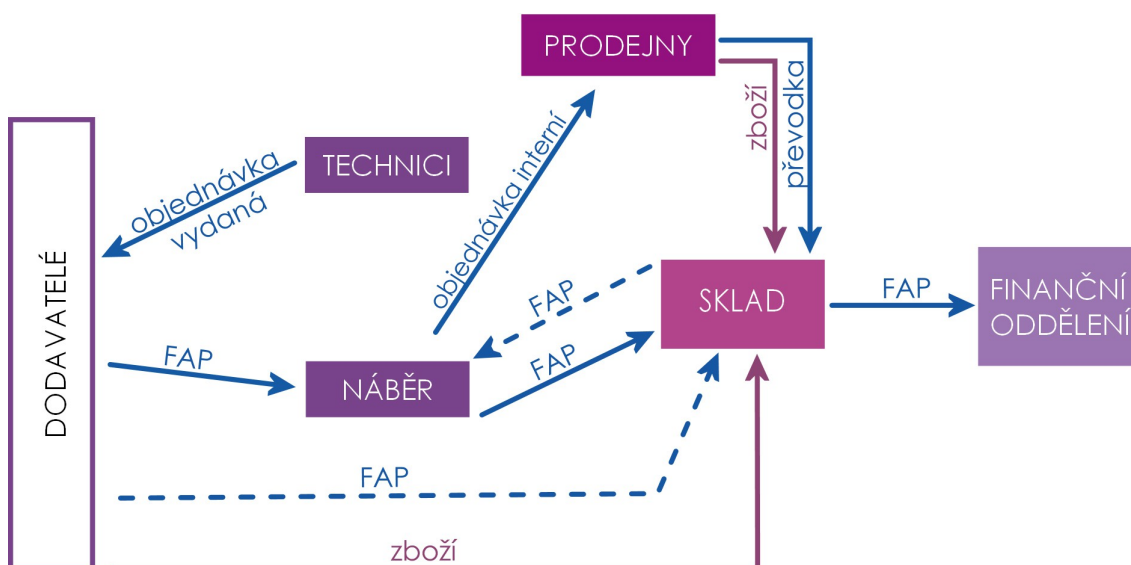 PRODEJNY
zboží
převodka
TECHNICI
objednávka
vydaná
objednávka interní
DODAVATELÉ
FAP
SKLAD
FAP
FINANČNÍ
ODDĚLENÍ
FAP
NÁBĚR
FAP
FAP
zboží